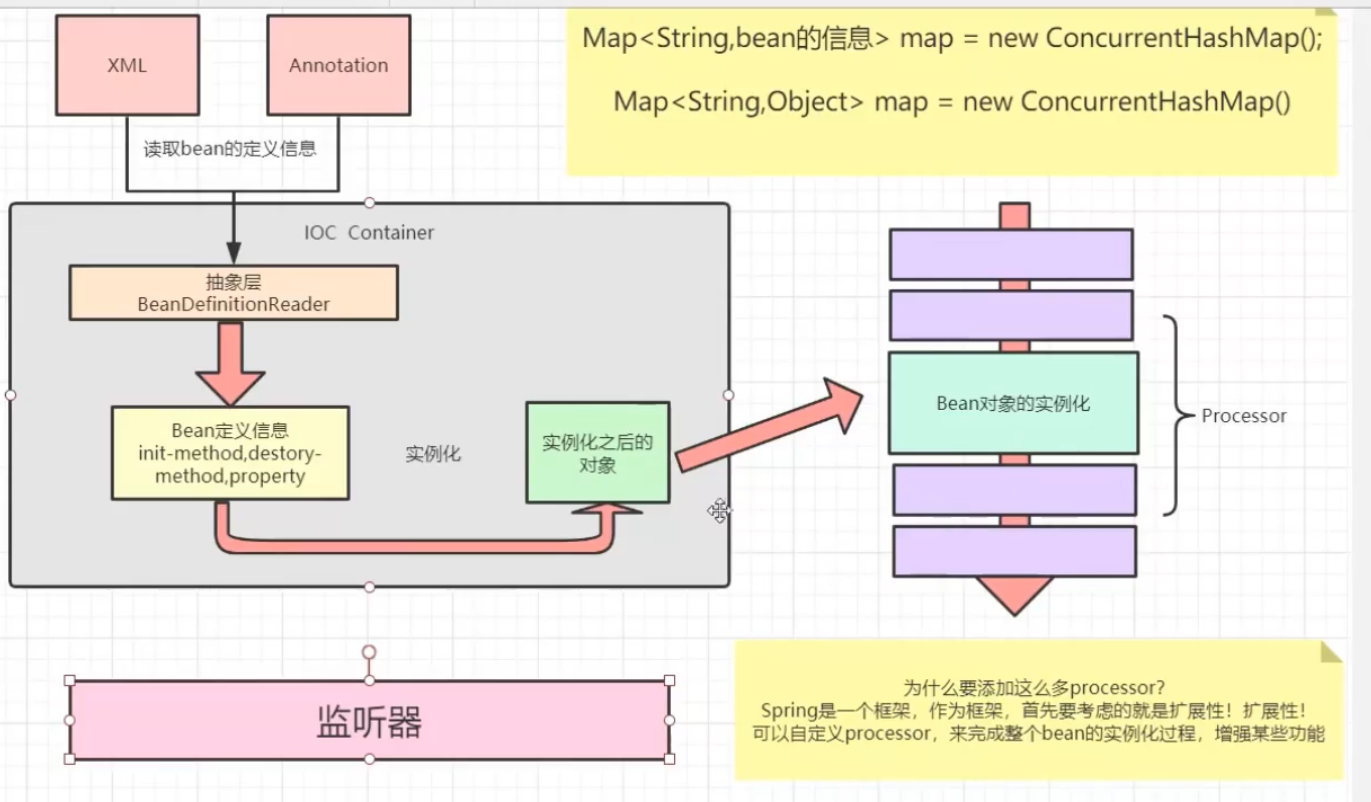 XML
Annotation
读取bean的定义信息
Map<String,bean的信息> map = new ConcurrentHashMap();
Map<String,Object> map = new ConcurrentHashMap()
IOC Container
抽象层
BeanDefinitionReader
Bean定义信息
init-method,destory-
method,property
实例化
实例化之后的
对象
Bean对象的实例化
Processor
监听器
为什么要添加这么多processor?
Spring是一个框架，作为框架，首先要考虑的就是扩展性！扩展性！
可以自定义processor，来完成整个bean的实例化过程，增强某些功能